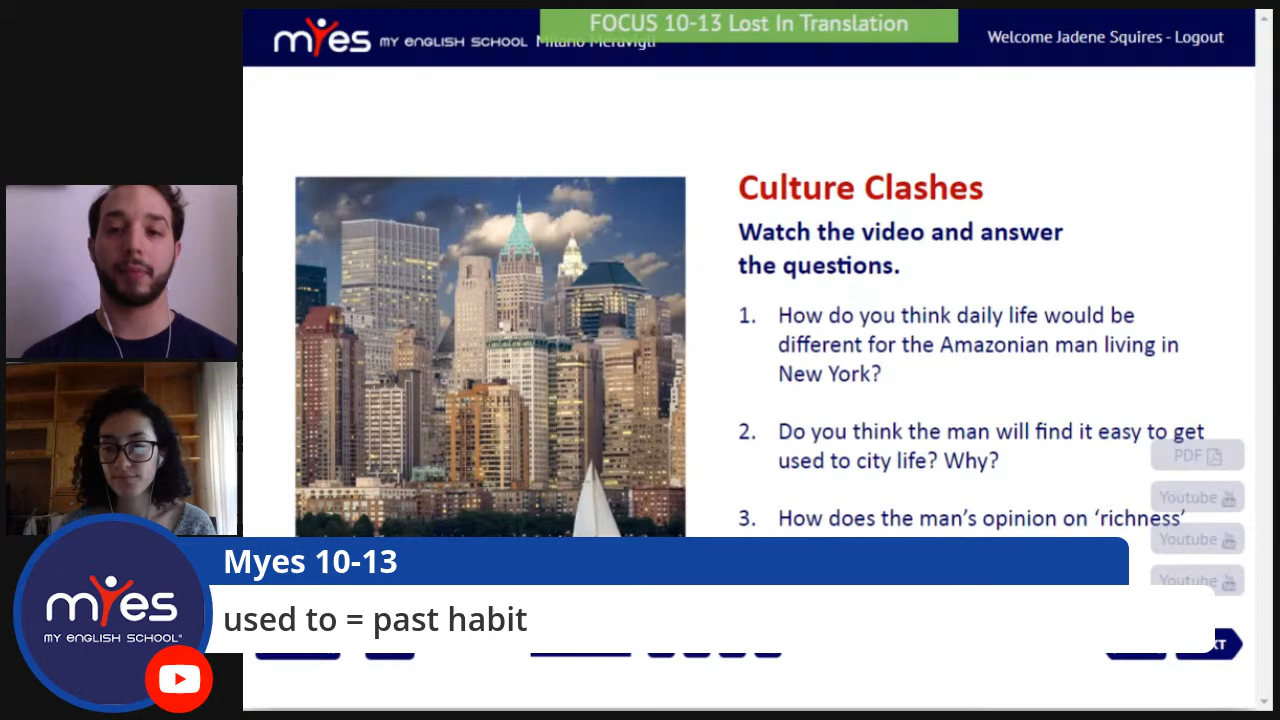 FOCUS 10-13 Lost In Translation
myes MY ENGLISH SCHOOL Milano Meravigli
Welcome Jadene Squires - Logout
Culture Clashes
Watch the video and answer
the questions.
1. How do you think daily life would be
different for the Amazonian man living in
New York?
2. Do you think the man will find it easy to get
used to city life? Why?
PDF
Youtube
3. How does the man's opinion on 'richness'
Youtube
Youtube
Myes 10-13
used to = past habit
myes
MY ENGLISH SCHOOL